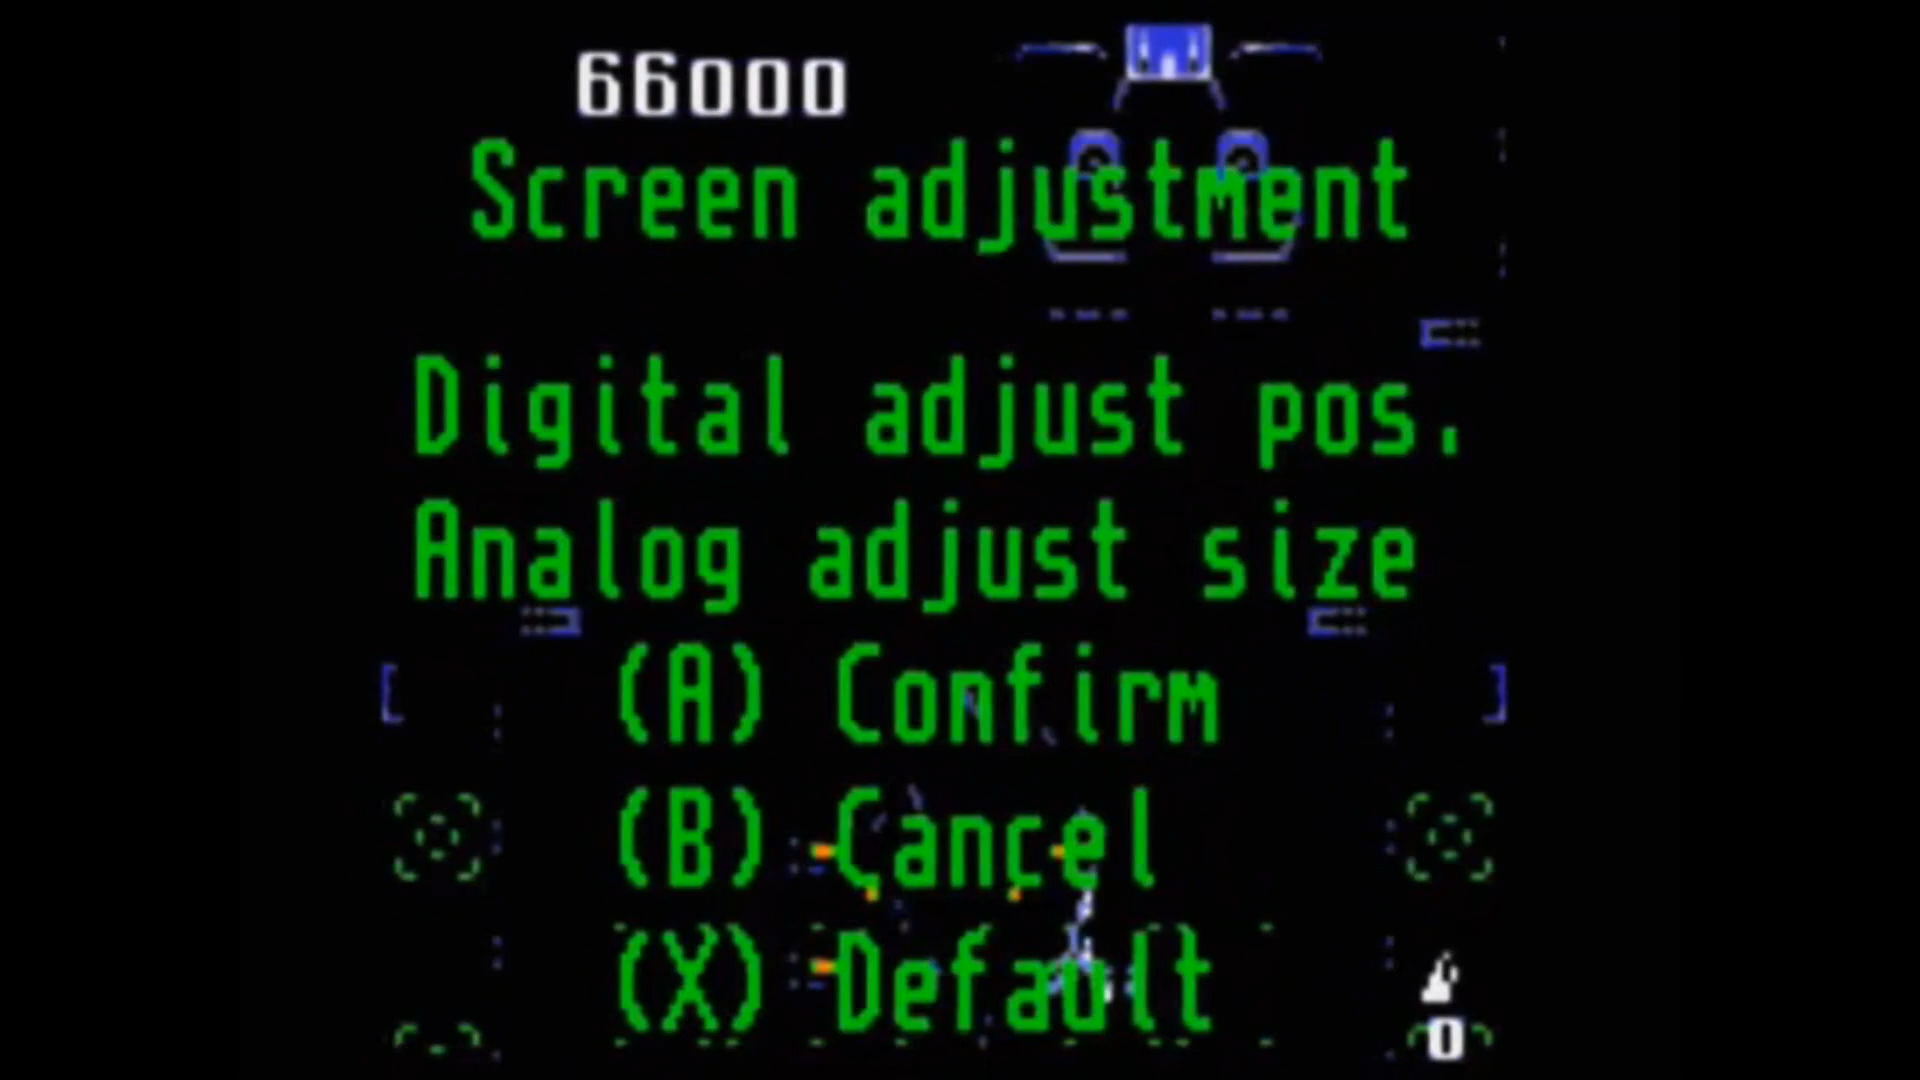 66000
Screen adjustment
Digital adjust pos.
Analog adjust size
(A) Confirm
(B) Cancel
(X) Default
0